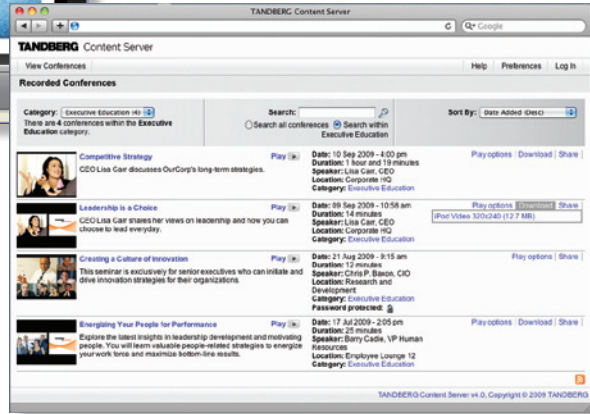 TANDBERG Content Server
Google
TANDBERG Content Server
View Conferences
Help Preferences Log In
Recorded Conferences
Category: Executive Education (4)
There are 4 conferences within the Executive
Education category.
Search:
Search all conferences Search within
Executive Education
Sort By: Date Added (Desc)
Competitive Strategy Play
CEO Lisa Carr discusses OurCorp's long-term strategies.
Date: 10 Sep 2009 - 4:00 pm
Duration: 1 hour and 19 minutes
Speaker: Lisa Carr, CEO
Location: Corporate HQ
Category: Executive Education
Play options Download Share
Leadership is a Choice Play
CEO Lisa Carr shares her views on leadership and how you can
choose to lead everyday.
Date: 09 Sep 2009 - 10:58 am
Duration: 14 minutes
Speaker: Lisa Carr, CEO
Location: Corporate HQ
Category: Executive Education
Play options Download Share
iPod Video 320x240 (12.7 MB)
Creating a Culture of Innovation Play
This seminar is exclusively for senior executives who can initiate and
drive innovation strategies for their organizations.
Date: 21 Aug 2009 - 9:15 am
Duration: 12 minutes
Speaker: Chris P. Bacon, CIO
Location: Research and
Development
Category: Executive Education
Password protected:
Play options Share
Energizing Your People for Performance Play
Explore the latest insights in leadership development and motivating
people. You will learn valuable people-related strategies to energize
your work force and maximize bottom-line results.
Date: 17 Jul 2009 - 2:05 pm
Duration: 25 minutes
Speaker: Barry Cadie, VP Human
Resources
Location: Employee Lounge 12
Category: Executive Education
Play options Download Share
TANDBERG Content Server v4.0, Copyright © 2009 TANDBERG